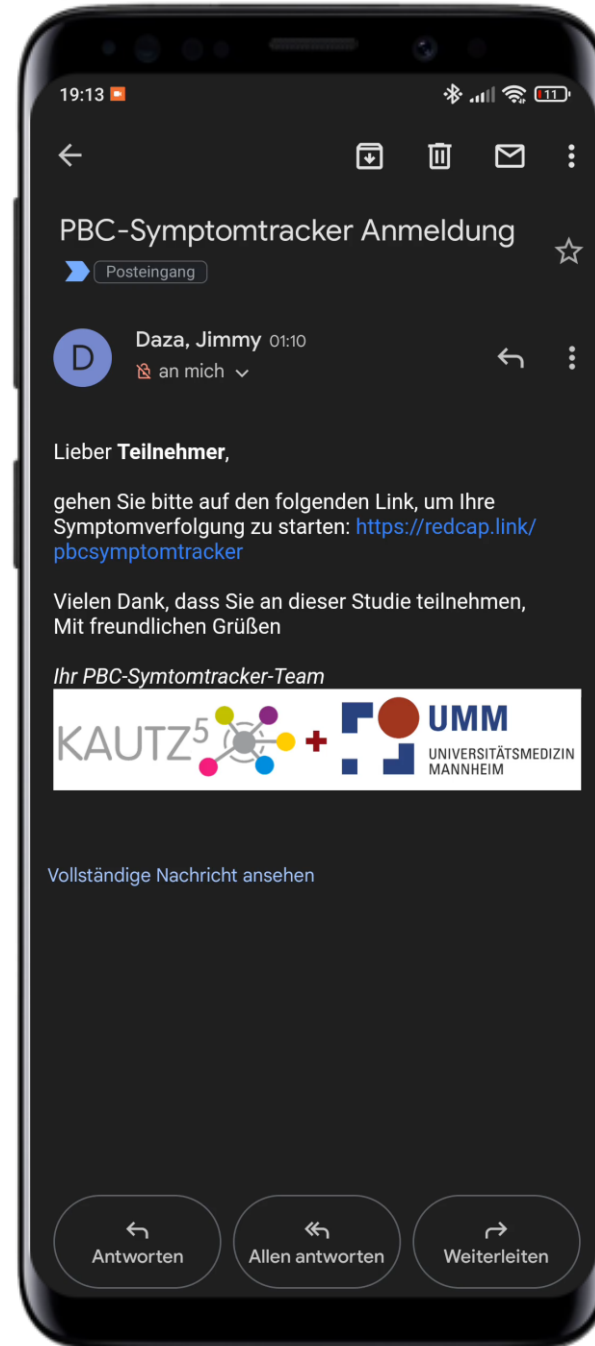 19:13
11
PBC-Symptomtracker Anmeldung
Posteingang
D
Daza, Jimmy 01:10
an mich
Lieber Teilnehmer,
gehen Sie bitte auf den folgenden Link, um Ihre
Symptomverfolgung zu starten: https://redcap.link/
pbcsymptomtracker
Vielen Dank, dass Sie an dieser Studie teilnehmen,
Mit freundlichen Grüßen
Ihr PBC-Symtomtracker-Team
KAUTZ5 + UMM
UNIVERSITÄTSMEDIZIN
MANNHEIM
Vollständige Nachricht ansehen
Antworten
Allen antworten
Weiterleiten